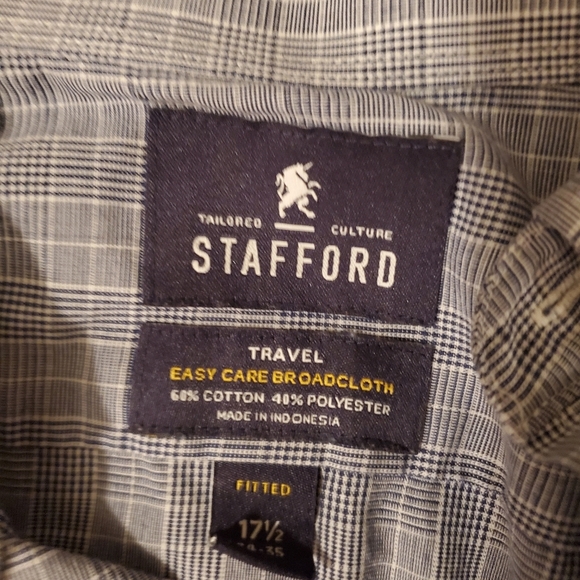 TAILORED CULTURE
STAFFORD
TRAVEL
EASY CARE BROADCLOTH
60% COTTON 40% POLYESTER
MADE IN INDONESIA
FITTED
17½